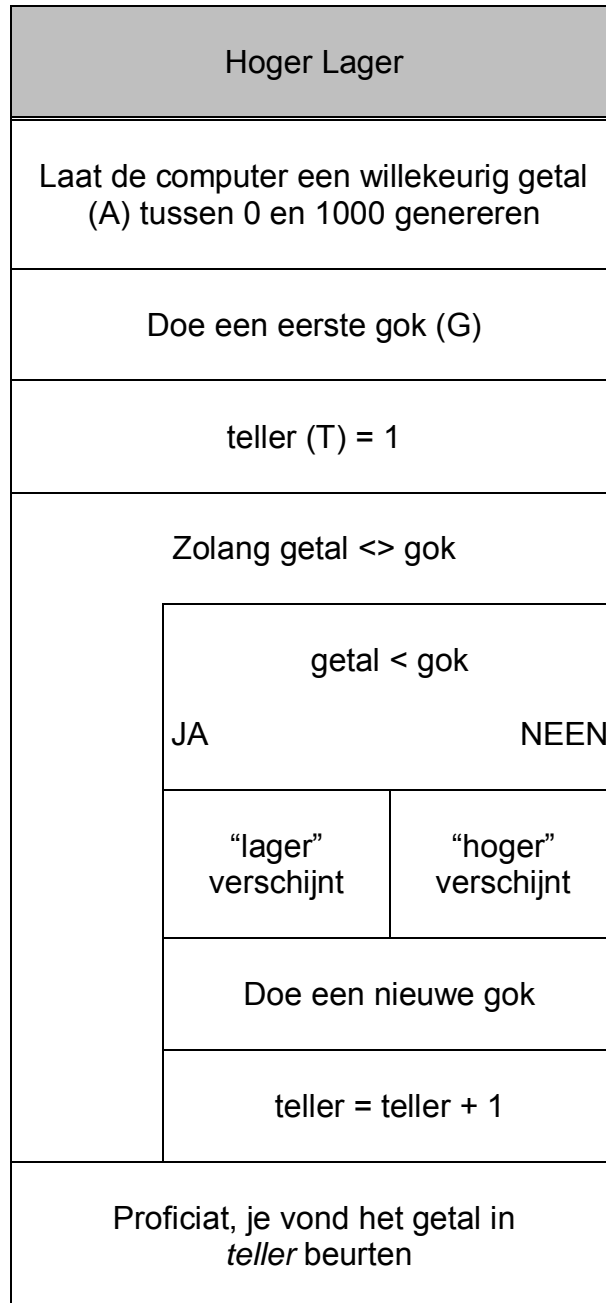 Hoger Lager
Laat de computer een willekeurig getal
(A) tussen 0 en 1000 genereren
Doe een eerste gok (G)
teller (T) = 1
Zolang getal <> gok
getal < gok
JA
NEEN
“lager”
verschijnt
“hoger”
verschijnt
Doe een nieuwe gok
teller = teller + 1
Proficiat, je vond het getal in
teller beurten